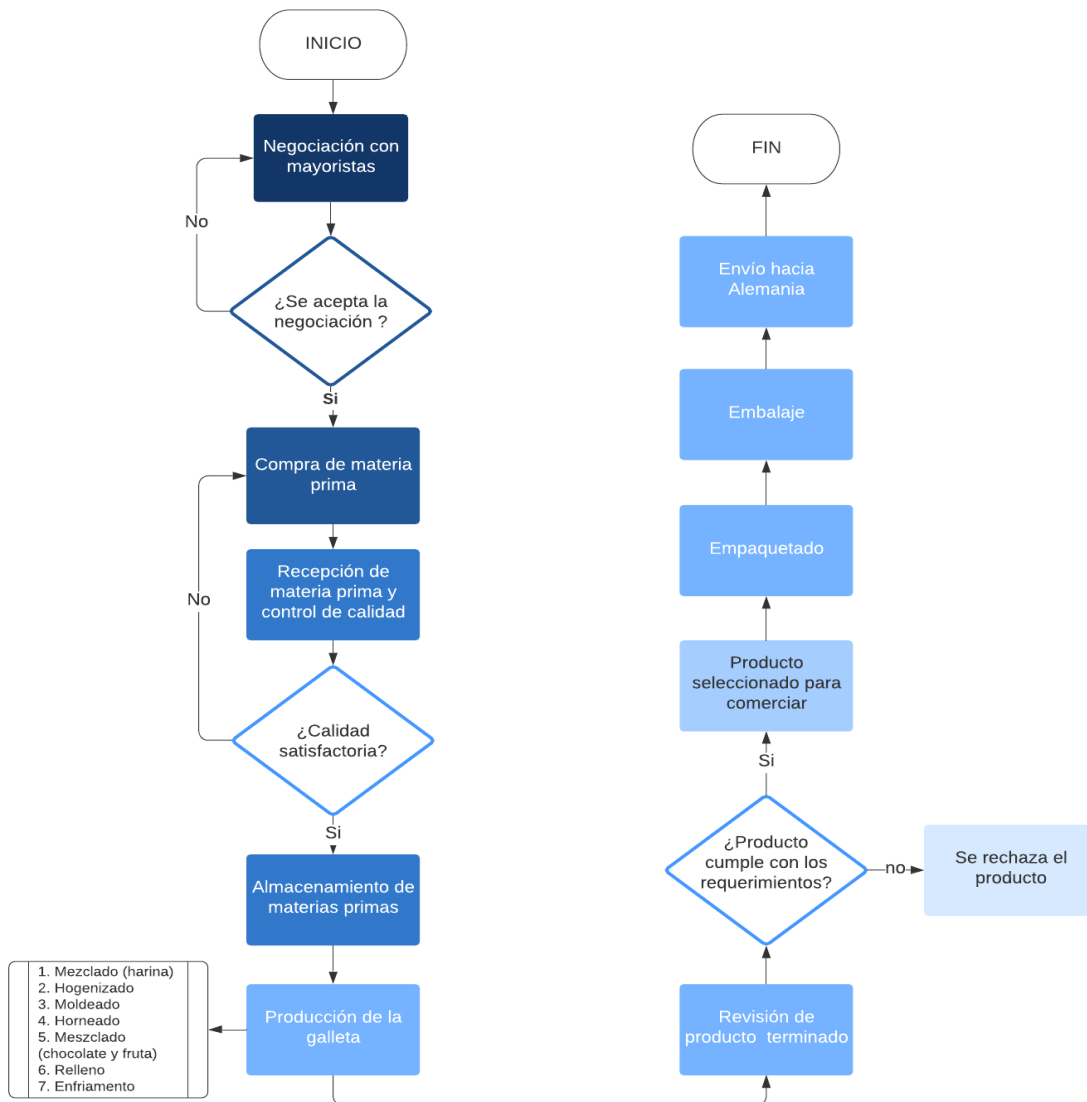 INICIO
Negociación con
mayoristas
No
¿Se acepta la
negociación ?
Si
Compra de materia
prima
Recepción de
materia prima y
control de calidad
No
¿Calidad
satisfactoria?
Si
Almacenamiento de
materias primas
1. Mezclado (harina)
2. Hogenizado
3. Moldeado
4. Horneado
5. Meszclado
(chocolate y fruta)
6. Relleno
7. Enfriamento
Producción de la
galleta
Revisión de
producto terminado
¿Producto
cumple con los
requerimientos?
no
Se rechaza el
producto
Si
Producto
seleccionado para
comerciar
Empaquetado
Embalaje
Envío hacia
Alemania
FIN